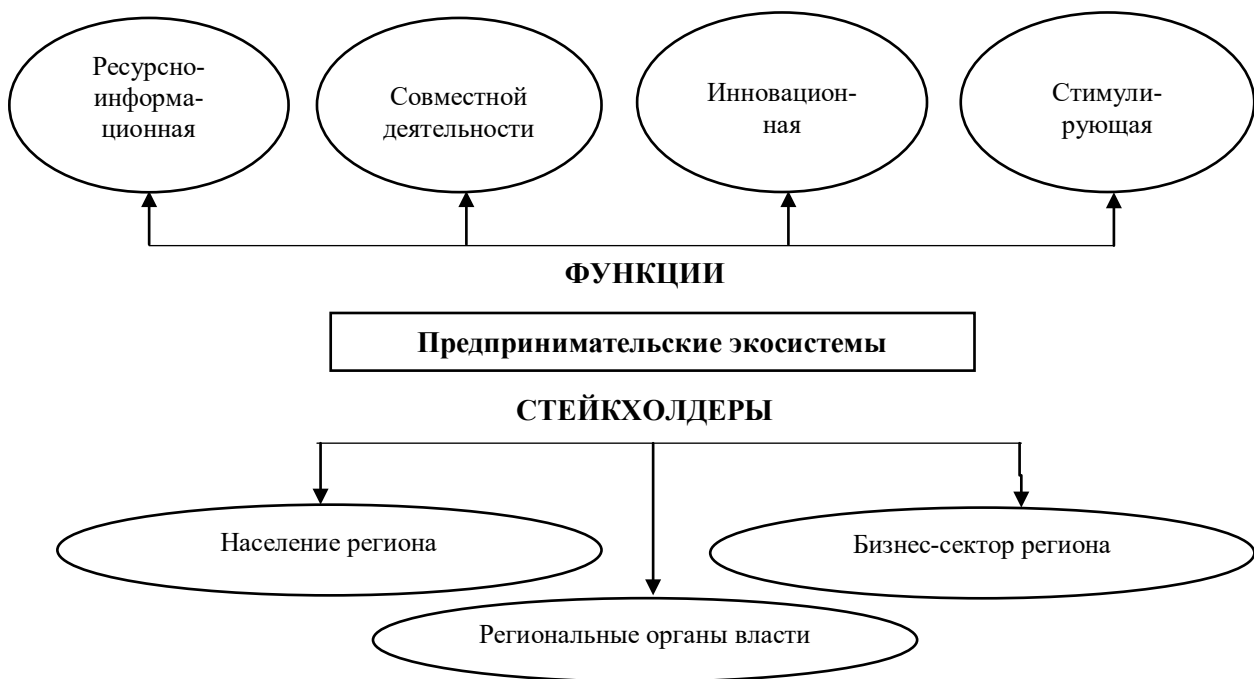 Ресурсно-
информа-
ционная
Совместной
деятельности
Инновацион-
ная
Стимули-
рующая
ФУНКЦИИ
Предпринимательские экосистемы
СТЕЙКХОЛДЕРЫ
Население региона
Бизнес-сектор региона
Региональные органы власти